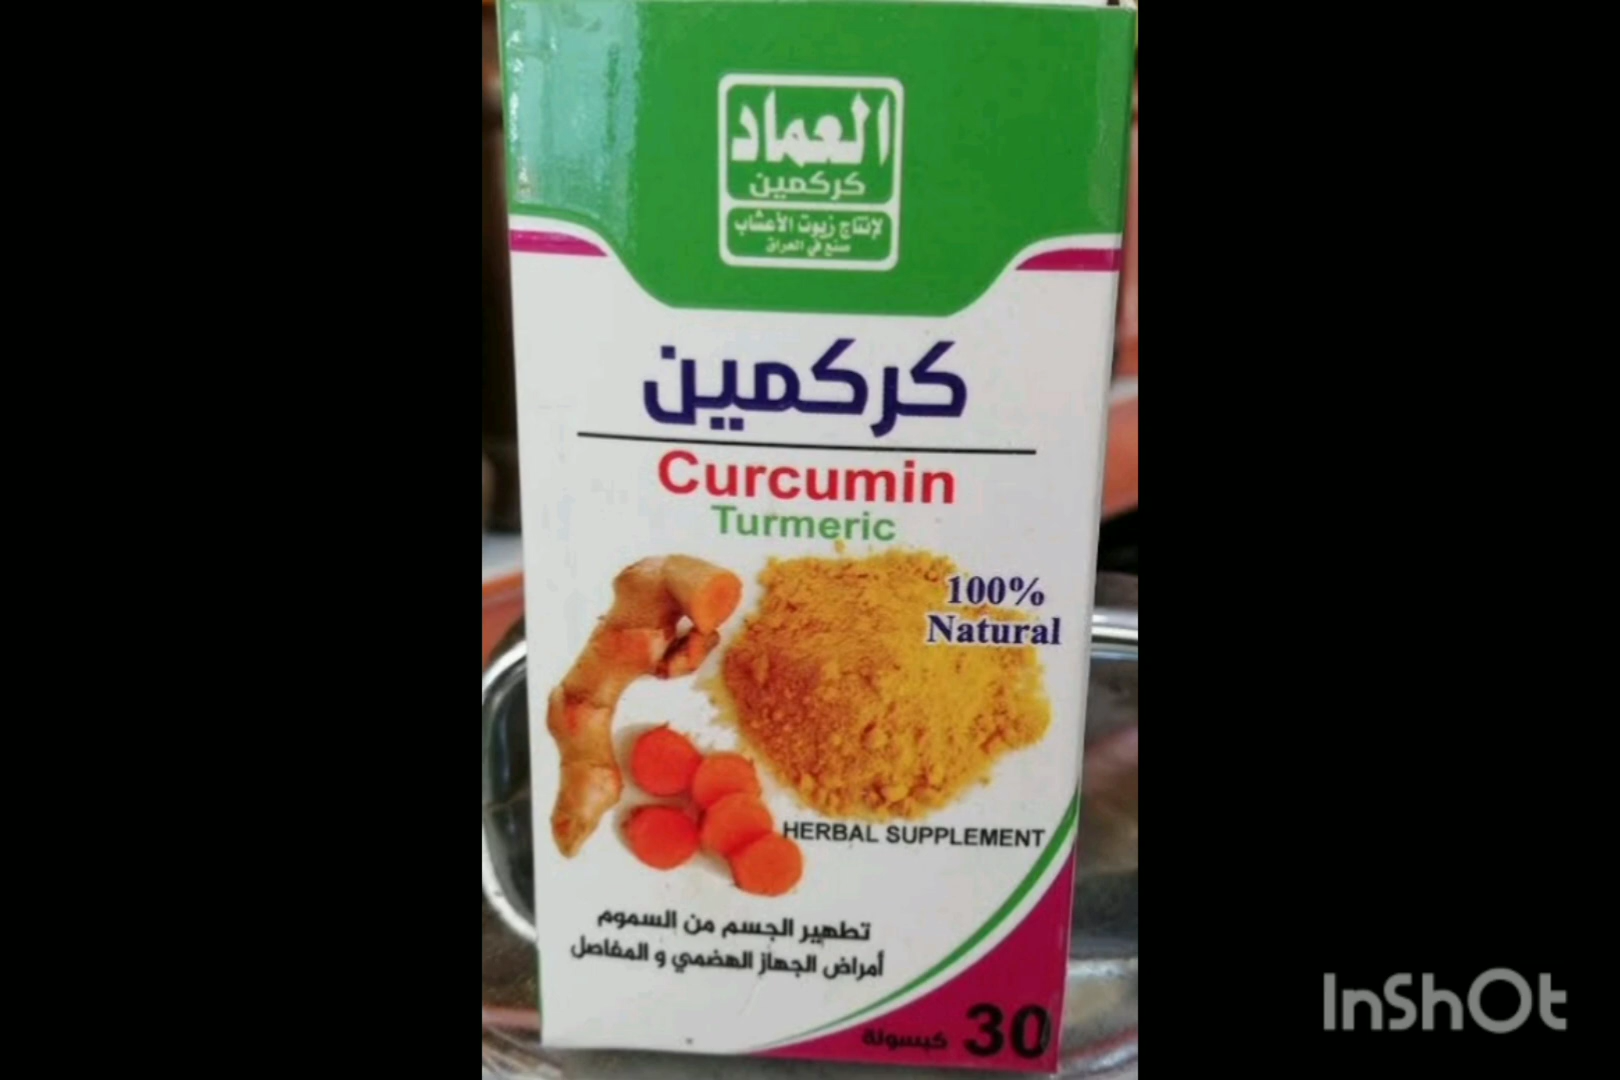 العماد
كركمين
لإنتاج زيوت الأعشاب
صنع في العراق
كركمين
Curcumin
Turmeric
100%
Natural
HERBAL SUPPLEMENT
تطهير الجسم من السموم
أمراض الجهاز الهضمي و المفاصل
30 كبسولة
InShOt